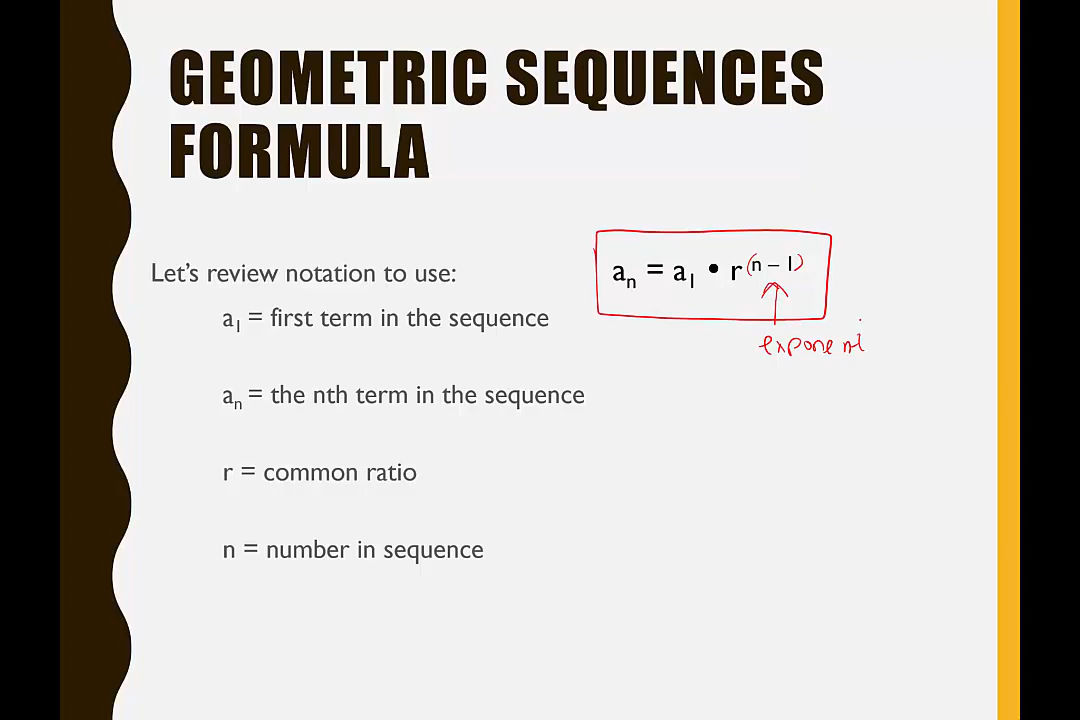 GEOMETRIC SEQUENCES
FORMULA
Let's review notation to use:
aₙ = a₁ • r⁽ⁿ⁻¹⁾
exponent
a₁ = first term in the sequence
aₙ = the nth term in the sequence
r = common ratio
n = number in sequence